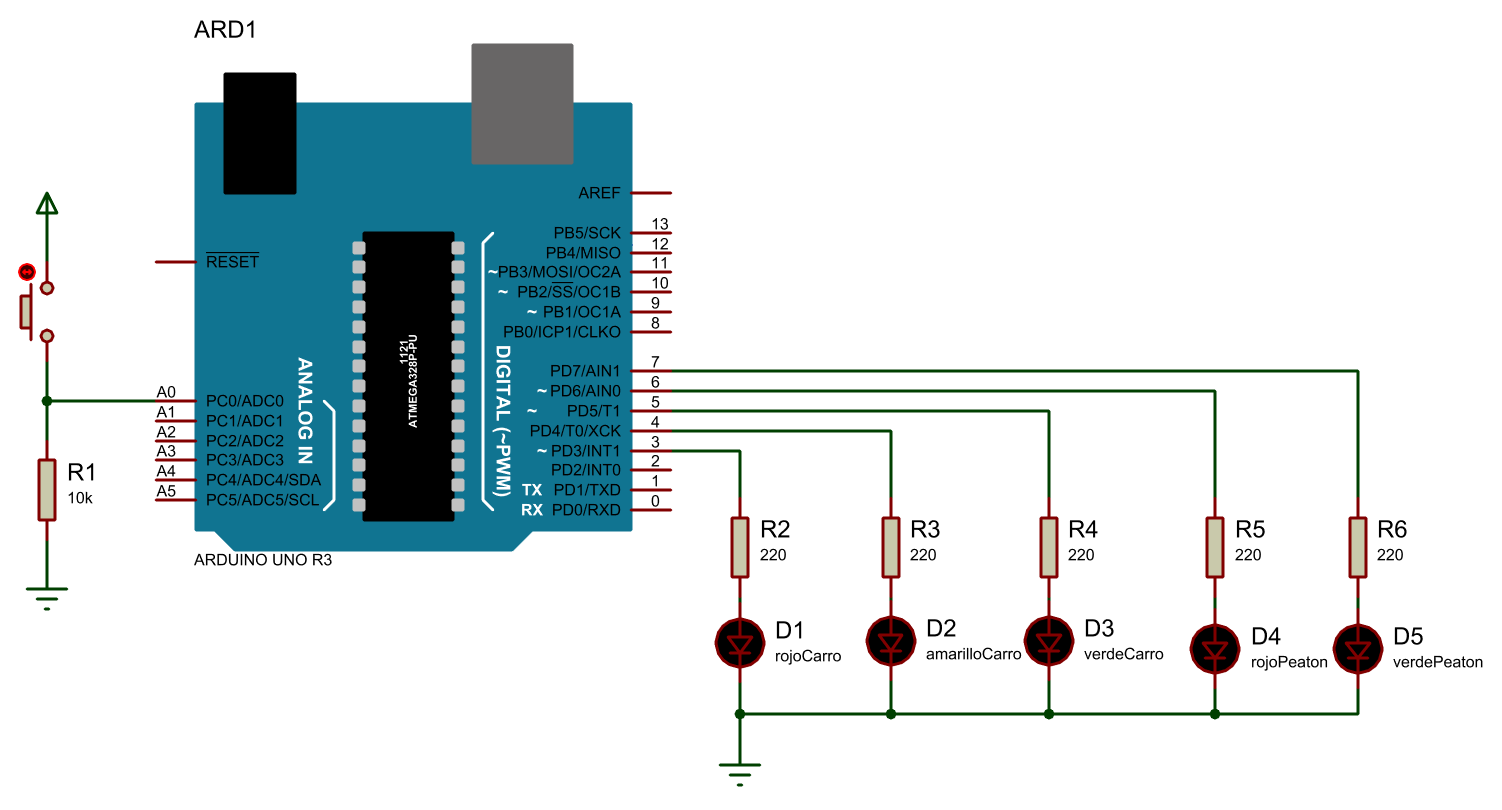 ARD1
AREF
RESET
PB5/SCK 13
PB4/MISO 12
~PB3/MOSI/OC2A 11
~ PB2/SS/OC1B 10
~ PB1/OC1A 9
PB0/ICP1/CLKO 8
1121
ATMEGA328P-PU
ANALOG IN
DIGITAL (~PWM)
PD7/AIN1 7
~ PD6/AIN0 6
~ PD5/T1 5
PD4/T0/XCK 4
~ PD3/INT1 3
PD2/INT0 2
TX PD1/TXD 1
RX PD0/RXD 0
A0 PC0/ADC0
A1 PC1/ADC1
A2 PC2/ADC2
A3 PC3/ADC3
A4 PC4/ADC4/SDA
A5 PC5/ADC5/SCL
R1
10k
ARDUINO UNO R3
R2
220
R3
220
R4
220
R5
220
R6
220
D1
rojoCarro
D2
amarilloCarro
D3
verdeCarro
D4
rojoPeaton
D5
verdePeaton